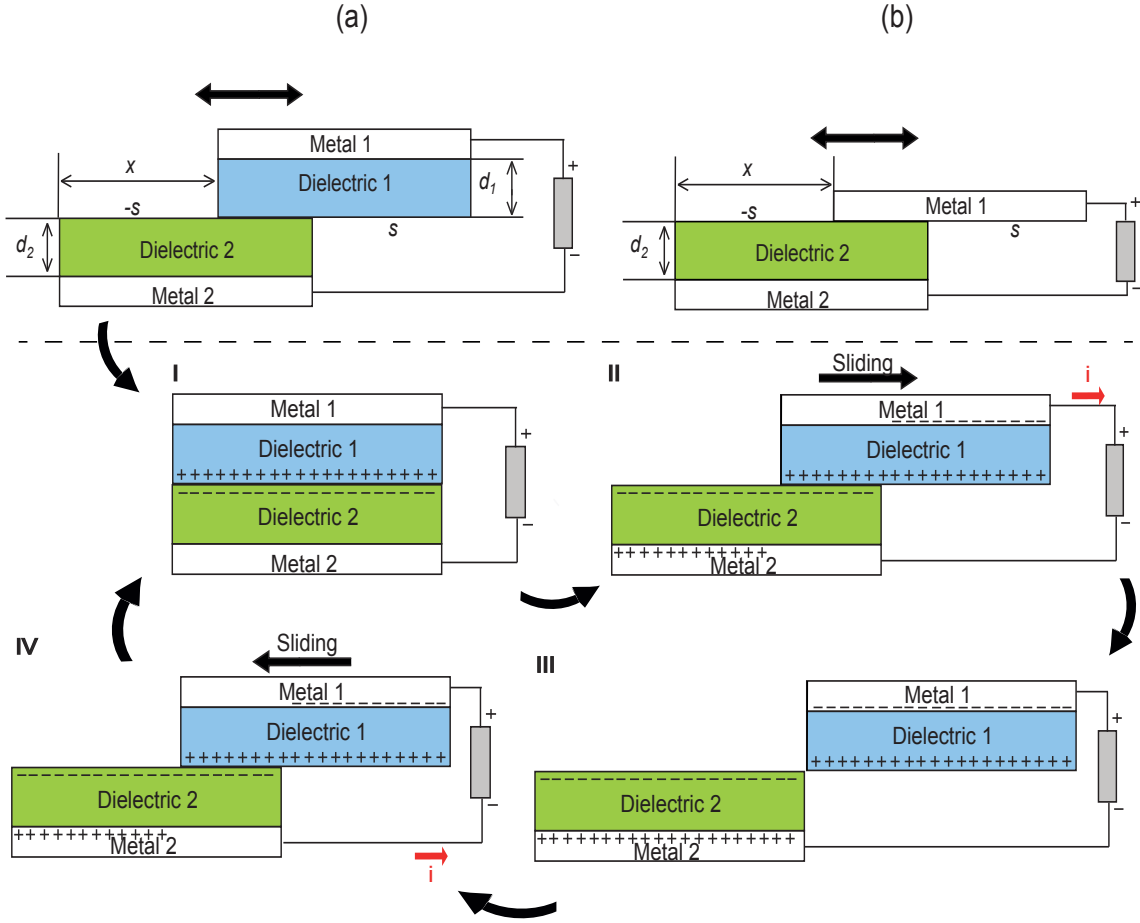 (a)
(b)
Metal 1
x
Dielectric 1
d1
+
-s
s
d2
Dielectric 2
−
Metal 2
x
Metal 1
+
-s
s
d2
Dielectric 2
−
Metal 2
I
Metal 1
+
Dielectric 1
+ + + + + + + + + + + + + + + + + +
− − − − − − − − − − − − − − − − − −
Dielectric 2
−
Metal 2
II
Sliding
i
Metal 1
− − − − − − − − − −
+
Dielectric 1
+ + + + + + + + + + + + + + + + + +
− − − − − − − − − − − − − − − − − −
Dielectric 2
−
+ + + + + + + + + + + +
Metal 2
IV
Sliding
Metal 1
− − − − − − − − − −
+
Dielectric 1
+ + + + + + + + + + + + + + + + + +
− − − − − − − − − − − − − − − − − −
Dielectric 2
−
+ + + + + + + + + + + +
Metal 2
i
III
Metal 1
− − − − − − − − − − − − − − − − − −
+
Dielectric 1
+ + + + + + + + + + + + + + + + + +
− − − − − − − − − − − − − − − − − −
Dielectric 2
−
+ + + + + + + + + + + + + + + + + +
Metal 2